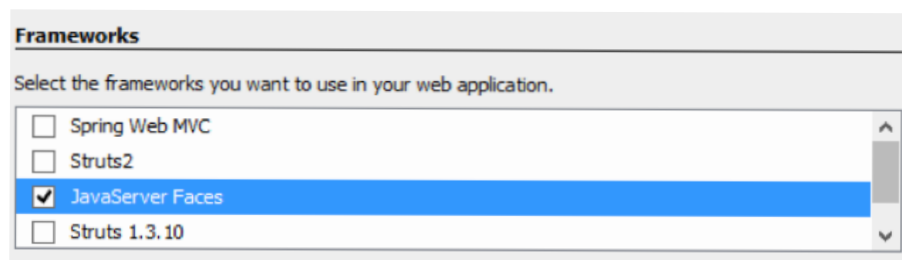 Frameworks
Select the frameworks you want to use in your web application.
Spring Web MVC
Struts2
JavaServer Faces
Struts 1.3.10